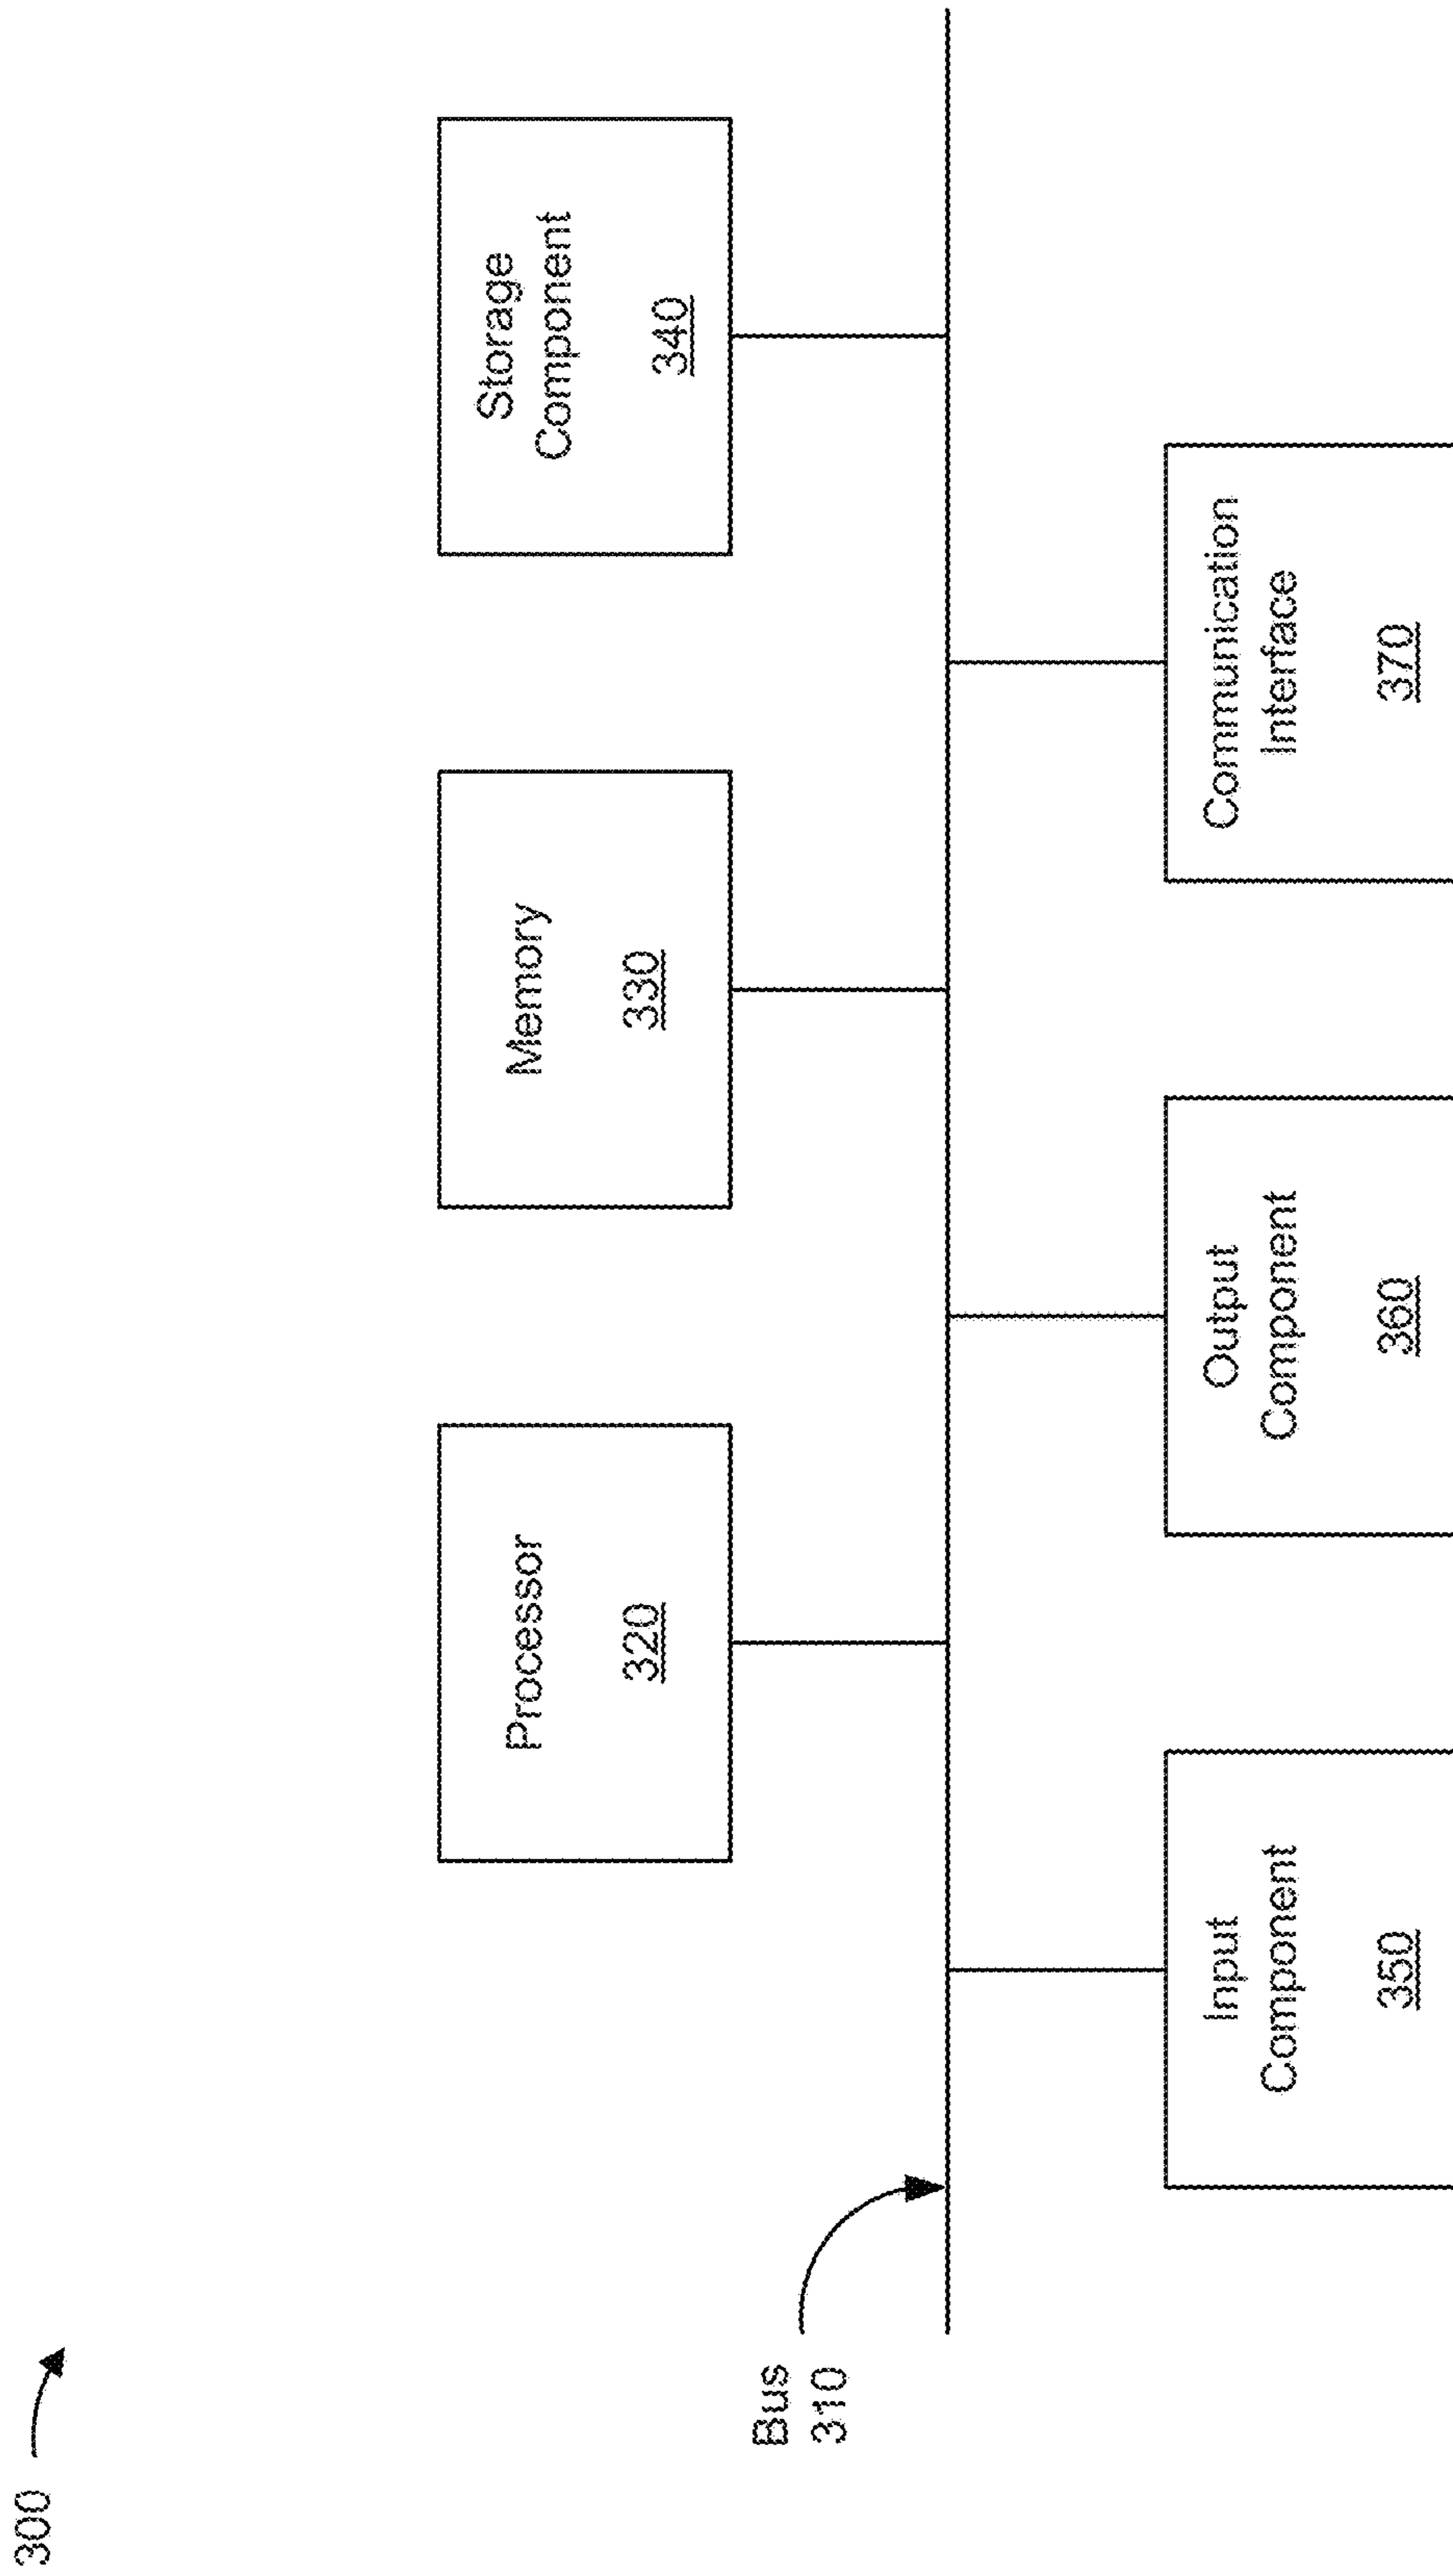 300
Processor
320
Memory
330
Storage
Component
340
Bus
310
Input
Component
350
Output
Component
360
Communication
Interface
370